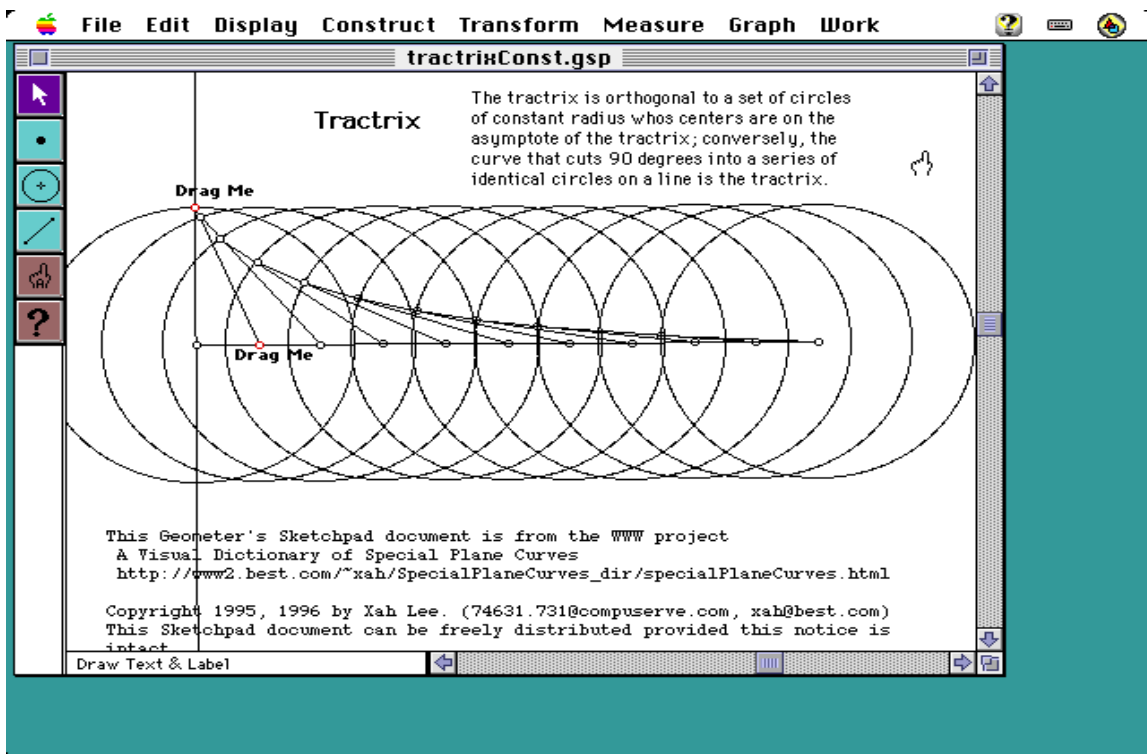 File Edit Display Construct Transform Measure Graph Work
tractrixConst.gsp
Tractrix
The tractrix is orthogonal to a set of circles
of constant radius whos centers are on the
asymptote of the tractrix; conversely, the
curve that cuts 90 degrees into a series of
identical circles on a line is the tractrix.
Drag Me
Drag Me
This Geometer's Sketchpad document is from the WWW project
A Visual Dictionary of Special Plane Curves
http://www2.best.com/~xah/SpecialPlaneCurves_dir/specialPlaneCurves.html
Copyright 1995, 1996 by Xah Lee. (74631.731@compuserve.com, xah@best.com)
This Sketchpad document can be freely distributed provided this notice is
intact
Draw Text & Label